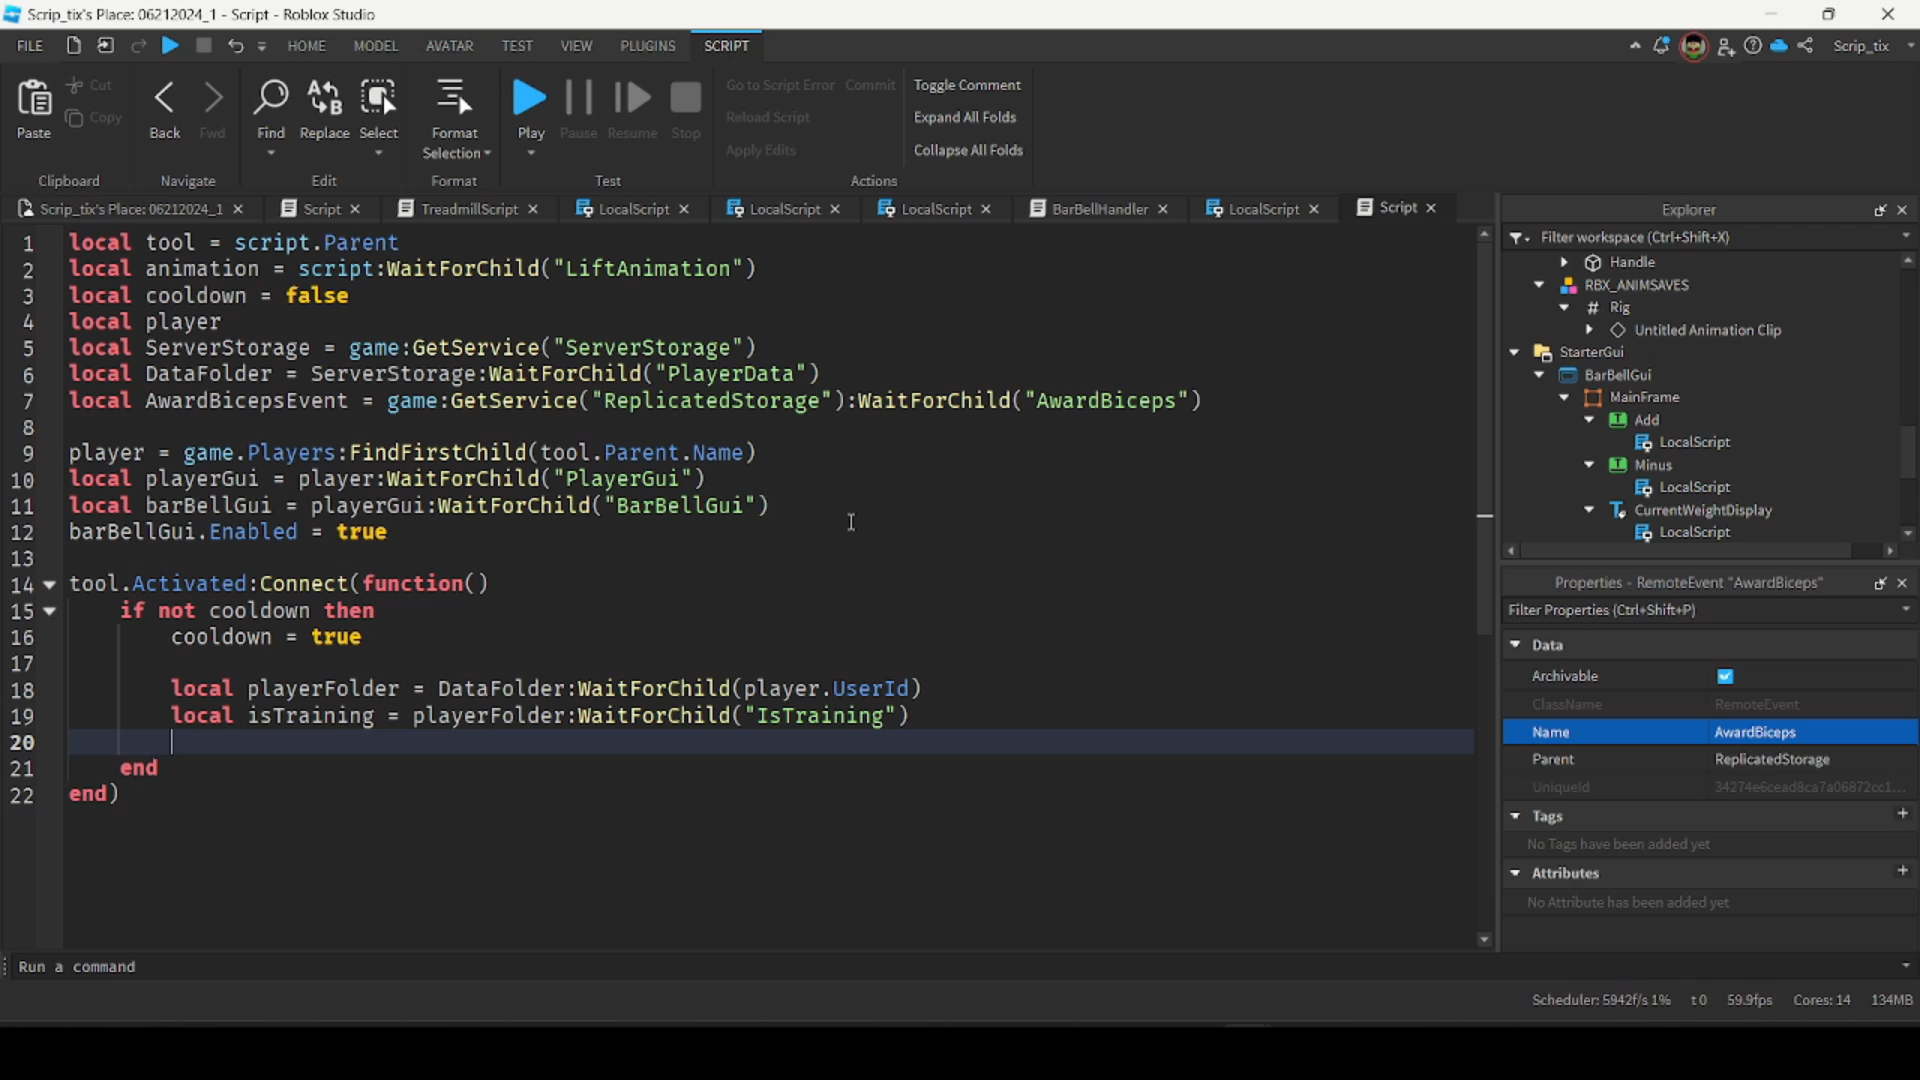 Scrip_tix's Place: 06212024_1 - Script - Roblox Studio
FILE HOME MODEL AVATAR TEST VIEW PLUGINS SCRIPT Scrip_tix
Paste Cut Copy Back Fwd Find Replace Select Format Selection Play Pause Resume Stop
Go to Script Error Commit Toggle Comment
Reload Script Expand All Folds
Apply Edits Collapse All Folds
Clipboard Navigate Edit Format Test Actions
Scrip_tix's Place: 06212024_1 Script TreadmillScript LocalScript LocalScript LocalScript BarBellHandler LocalScript Script
1 local tool = script.Parent
2 local animation = script:WaitForChild("LiftAnimation")
3 local cooldown = false
4 local player
5 local ServerStorage = game:GetService("ServerStorage")
6 local DataFolder = ServerStorage:WaitForChild("PlayerData")
7 local AwardBicepsEvent = game:GetService("ReplicatedStorage"):WaitForChild("AwardBiceps")
8
9 player = game.Players:FindFirstChild(tool.Parent.Name)
10 local playerGui = player:WaitForChild("PlayerGui")
11 local barBellGui = playerGui:WaitForChild("BarBellGui")
12 barBellGui.Enabled = true
13
14 tool.Activated:Connect(function()
15 if not cooldown then
16 cooldown = true
17
18 local playerFolder = DataFolder:WaitForChild(player.UserId)
19 local isTraining = playerFolder:WaitForChild("IsTraining")
20
21 end
22 end)
Explorer
Filter workspace (Ctrl+Shift+X)
Handle
RBX_ANIMSAVES
Rig
Untitled Animation Clip
StarterGui
BarBellGui
MainFrame
Add
LocalScript
Minus
LocalScript
CurrentWeightDisplay
LocalScript
Properties - RemoteEvent "AwardBiceps"
Filter Properties (Ctrl+Shift+P)
Data
Archivable
ClassName RemoteEvent
Name AwardBiceps
Parent ReplicatedStorage
UniqueId 34274e6cead8ca7a06872cc1...
Tags
No Tags have been added yet
Attributes
No Attribute has been added yet
Run a command
Scheduler: 5942f/s 1% t0 59.9fps Cores: 14 134MB